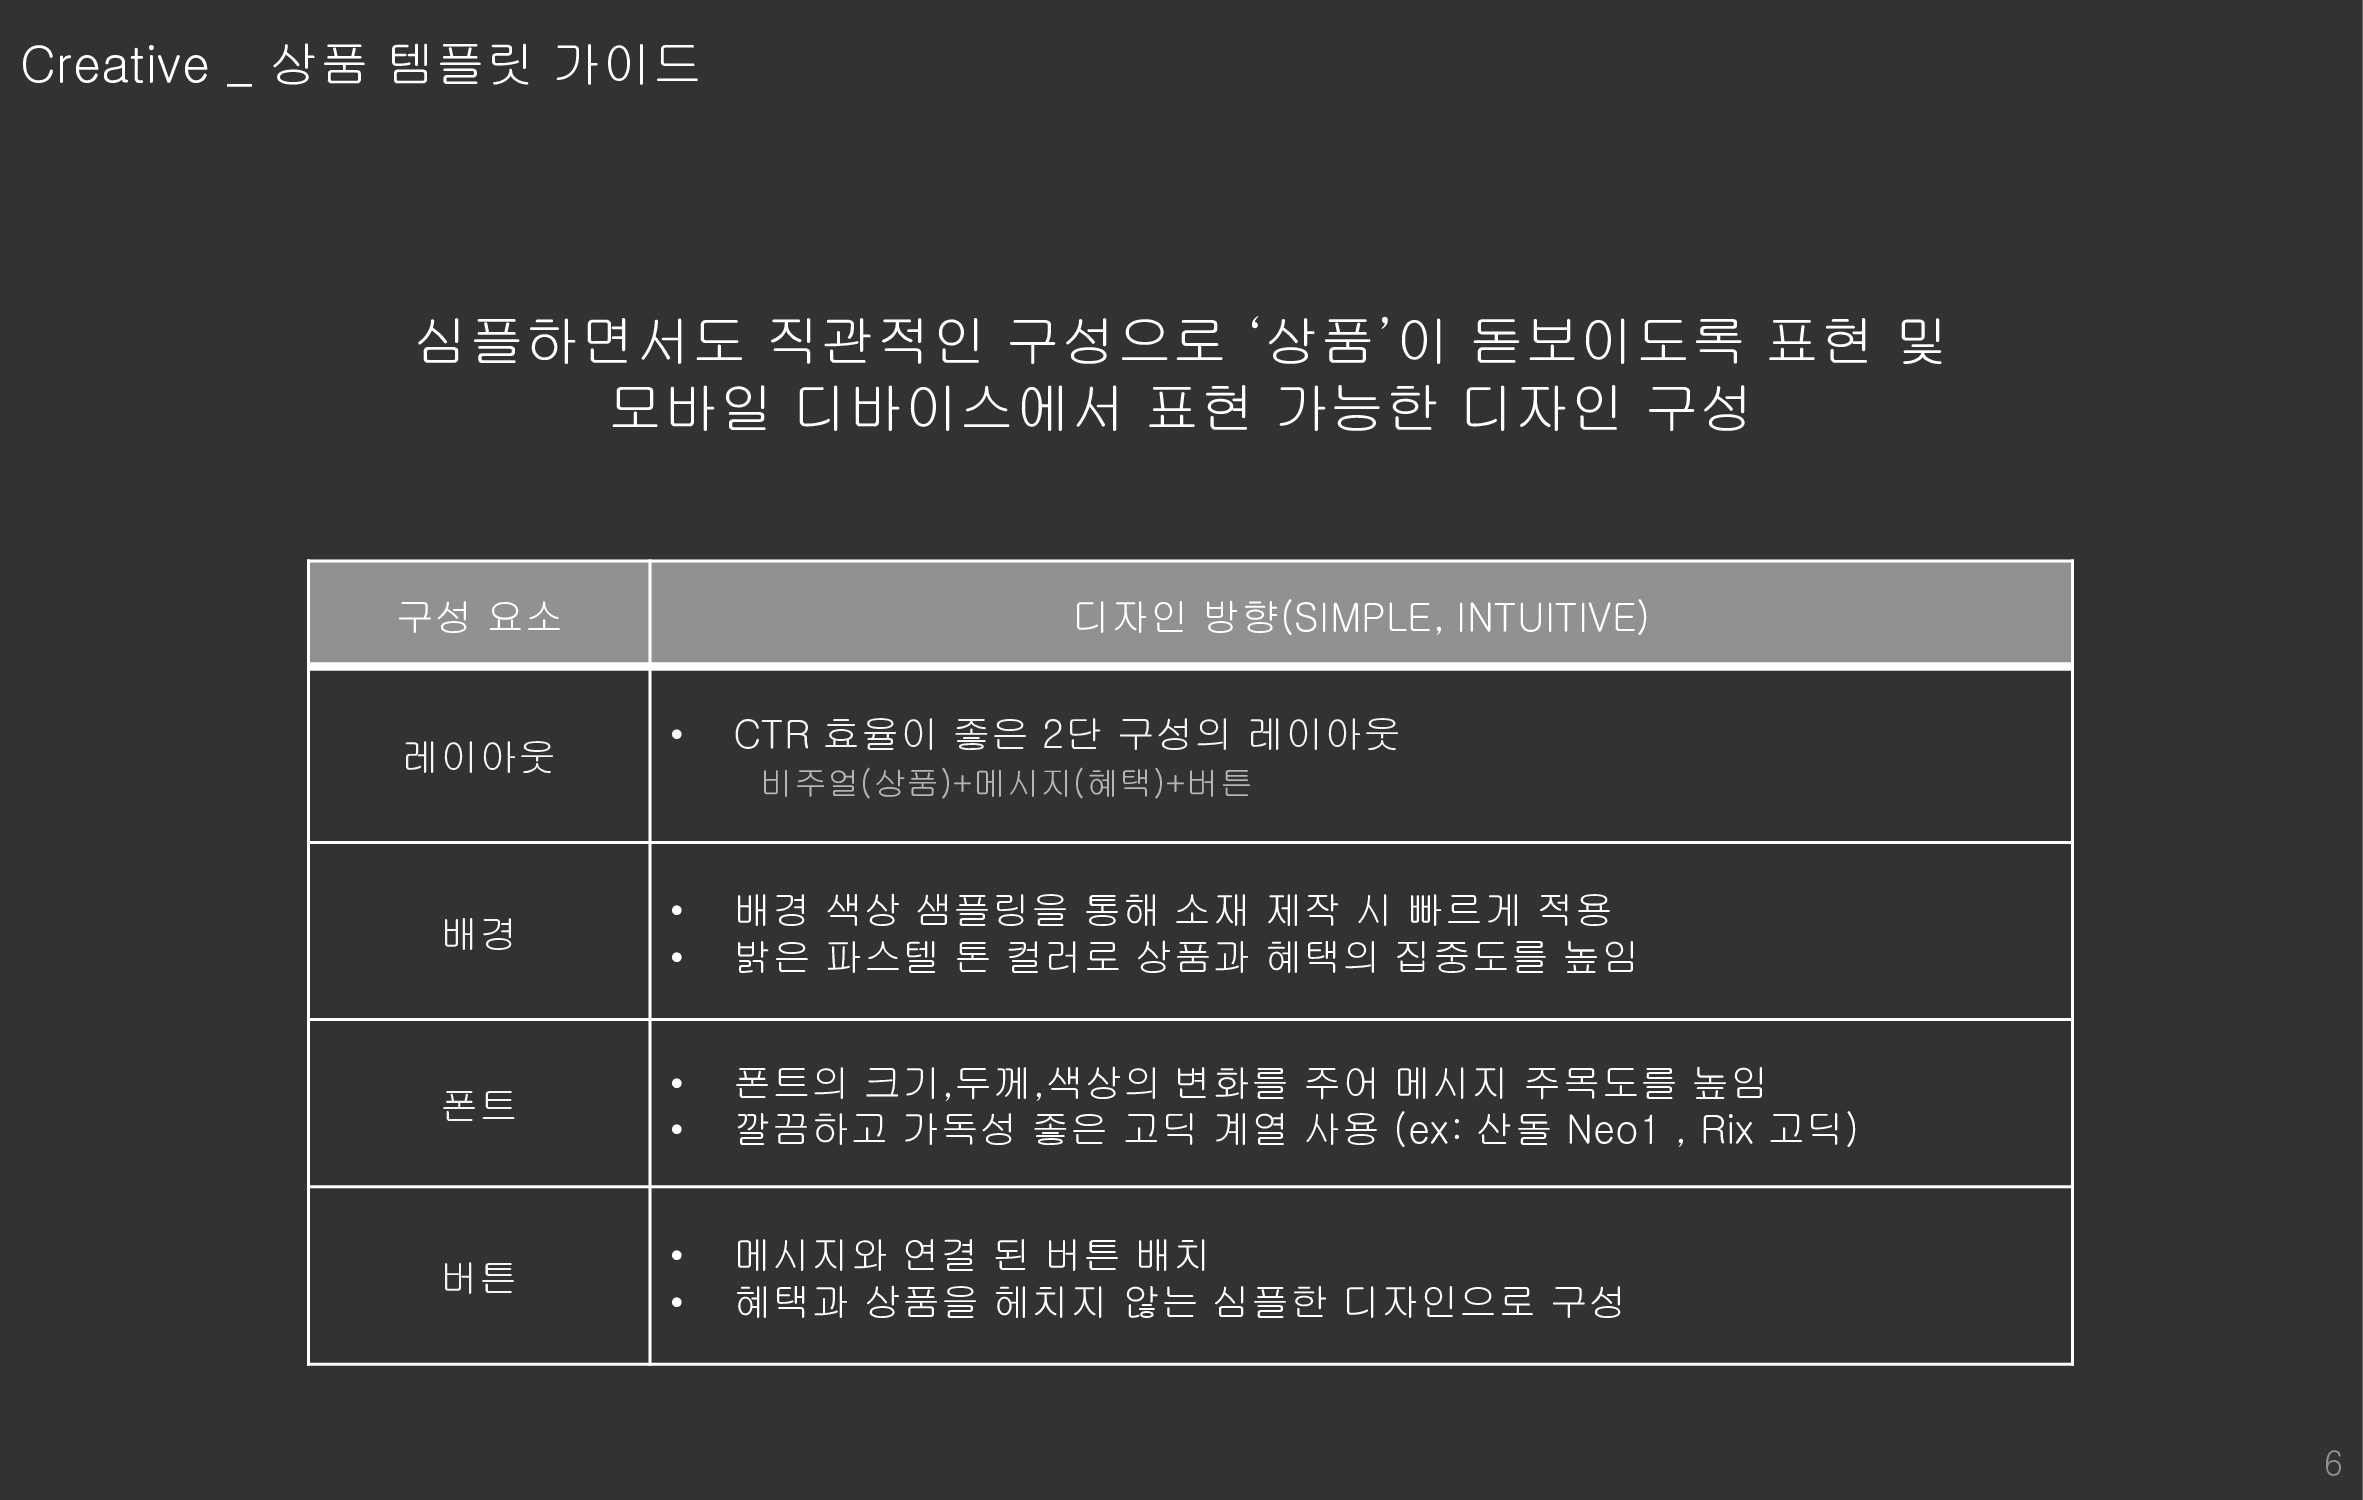 Creative _ 상품 템플릿 가이드
심플하면서도 직관적인 구성으로 ‘상품’이 돋보이도록 표현 및
모바일 디바이스에서 표현 가능한 디자인 구성
구성 요소
디자인 방향(SIMPLE, INTUITIVE)
레이아웃
• CTR 효율이 좋은 2단 구성의 레이아웃
비주얼(상품)+메시지(혜택)+버튼
배경
• 배경 색상 샘플링을 통해 소재 제작 시 빠르게 적용
• 밝은 파스텔 톤 컬러로 상품과 혜택의 집중도를 높임
폰트
• 폰트의 크기,두께,색상의 변화를 주어 메시지 주목도를 높임
• 깔끔하고 가독성 좋은 고딕 계열 사용 (ex: 산돌 Neo1 , Rix 고딕)
버튼
• 메시지와 연결 된 버튼 배치
• 혜택과 상품을 헤치지 않는 심플한 디자인으로 구성
6